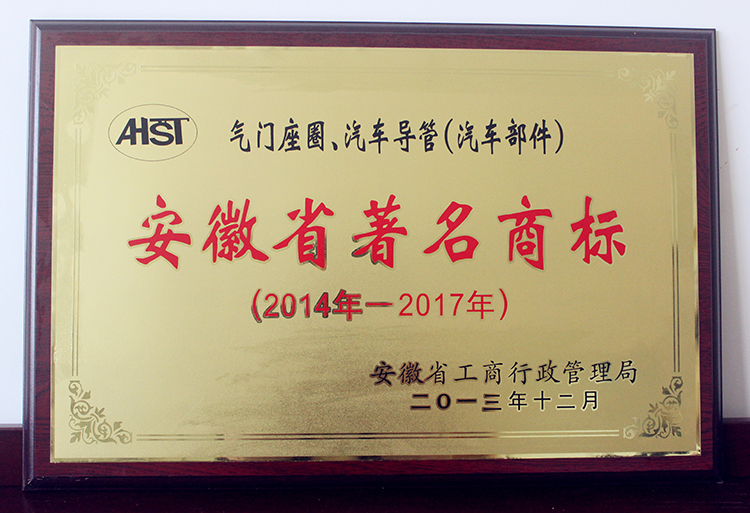 AHST 气门座圈、汽车导管(汽车部件)
安徽省著名商标
(2014年－2017年)
安徽省工商行政管理局
二O一三年十二月